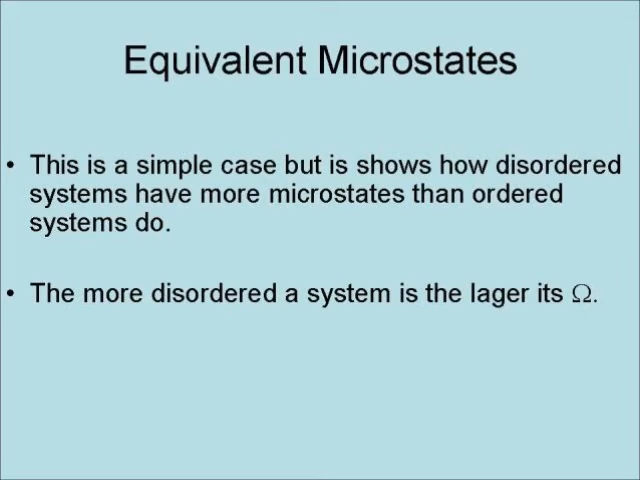 Equivalent Microstates
• This is a simple case but is shows how disordered
systems have more microstates than ordered
systems do.
• The more disordered a system is the lager its Ω.